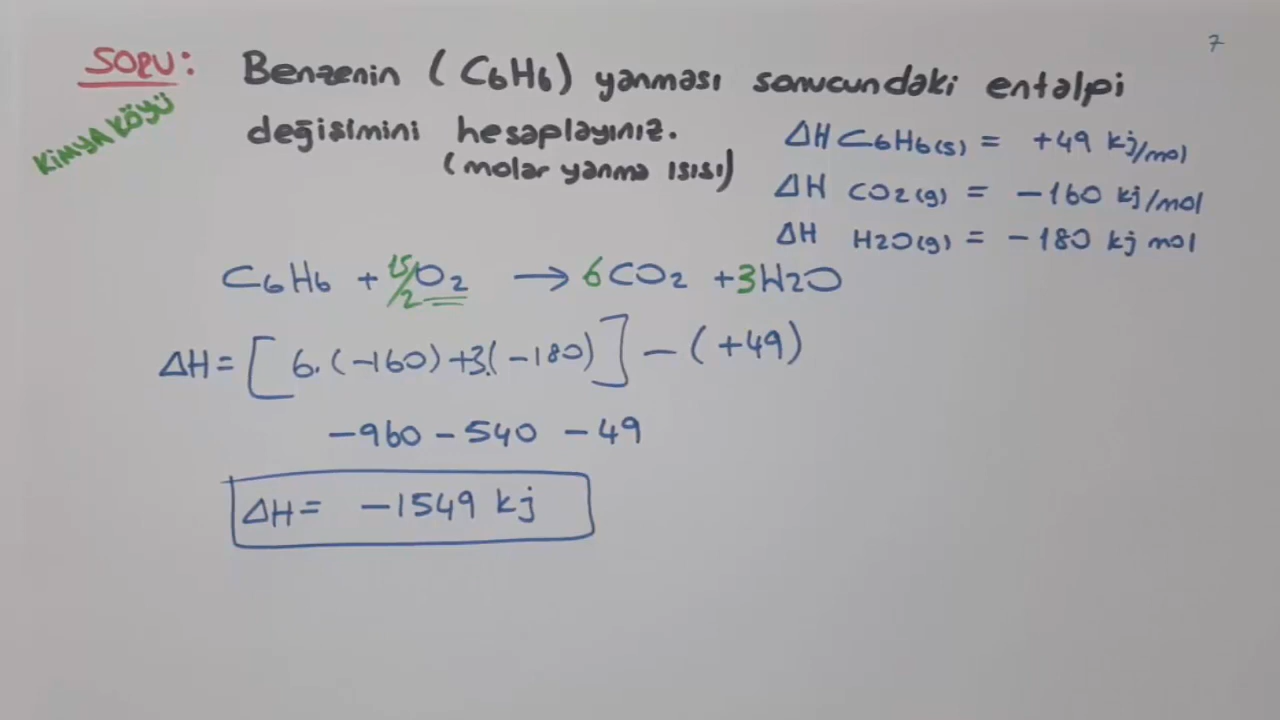 7
SORU: Benzenin (C6H6) yanması sonucundaki entalpi
KİMYA KÖYÜ
değişimini hesaplayınız.
(molar yanma ısısı)
ΔH C6H6(s) = +49 kj/mol
ΔH CO2(g) = -160 kj/mol
ΔH H2O(g) = -180 kj mol
C6H6 + 15/2 O2 → 6CO2 + 3H2O
ΔH = [6.(-160) + 3.(-180)] - (+49)
-960 - 540 - 49
ΔH = -1549 kj